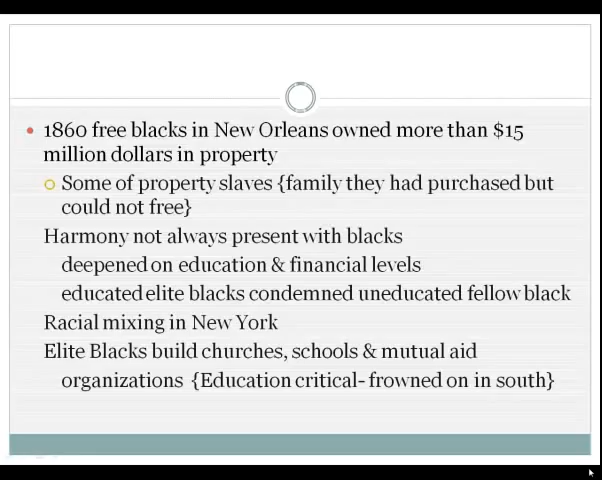 1860 free blacks in New Orleans owned more than $15
million dollars in property
Some of property slaves {family they had purchased but
could not free}
Harmony not always present with blacks
deepened on education & financial levels
educated elite blacks condemned uneducated fellow black
Racial mixing in New York
Elite Blacks build churches, schools & mutual aid
organizations {Education critical- frowned on in south}